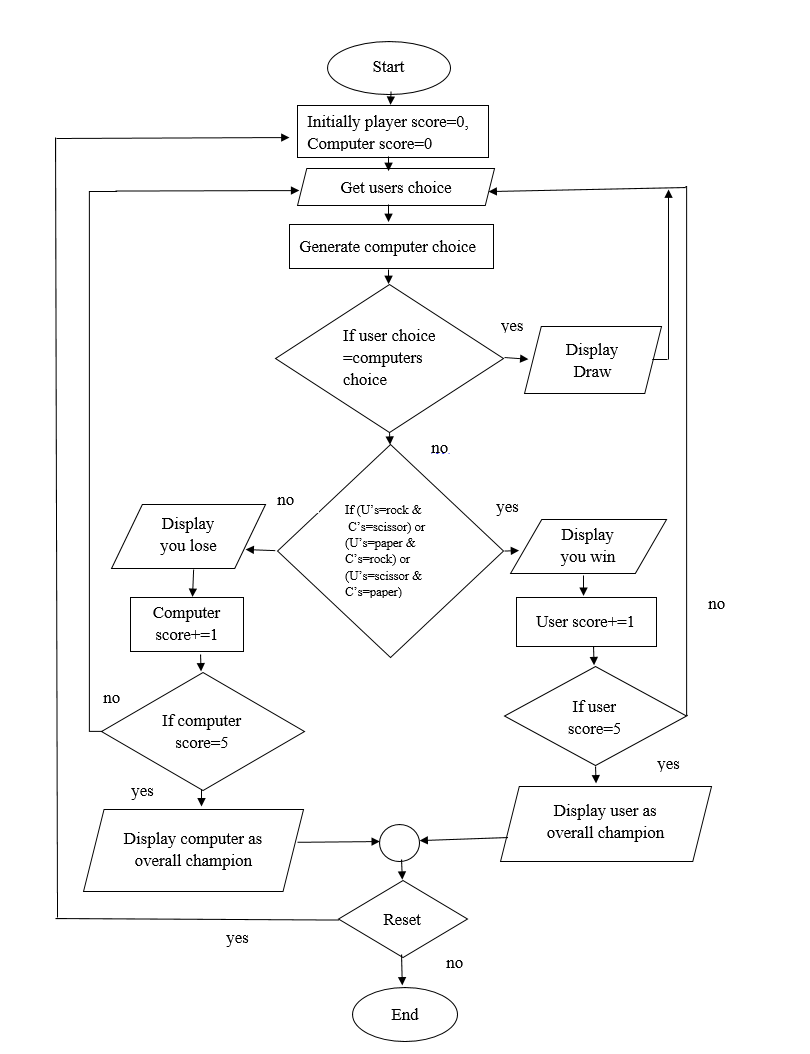 Start
Initially player score=0,
Computer score=0
Get users choice
Generate computer choice
If user choice
=computers
choice
yes
Display
Draw
no
If (U's=rock &
C's=scissor) or
(U's=paper &
C's=rock) or
(U's=scissor &
C's=paper)
no
Display
you lose
yes
Display
you win
Computer
score+=1
User score+=1
no
If computer
score=5
no
If user
score=5
yes
yes
Display computer as
overall champion
Display user as
overall champion
Reset
yes
no
End